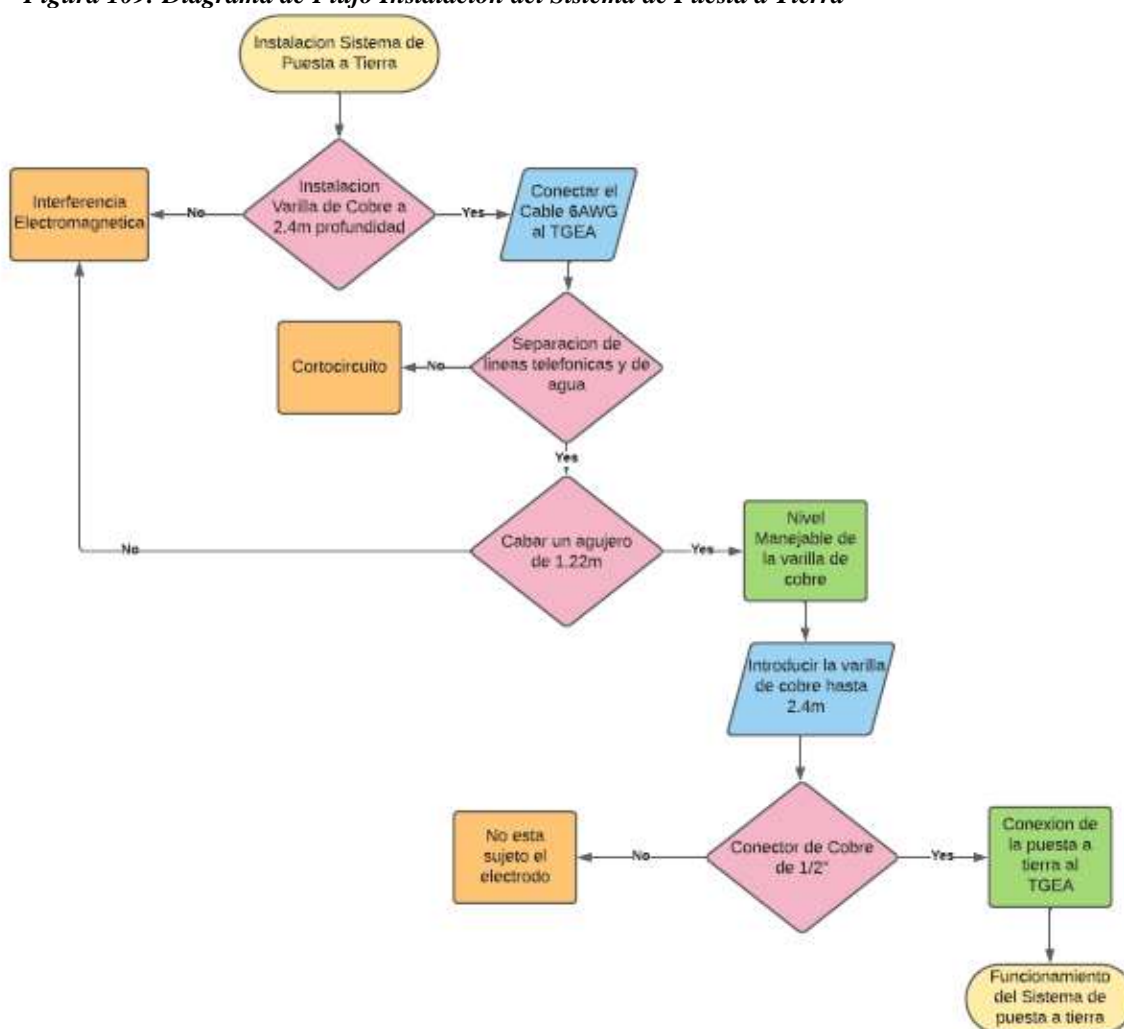 Figura 109: Diagrama de Flujo Instalación del Sistema de Puesta a Tierra
Instalacion Sistema de
Puesta a Tierra
Instalacion
Varilla de Cobre a
2.4m profundidad
No
Interferencia
Electromagnetica
Yes
Conectar el
Cable 6AWG
al TGEA
Separacion de
lineas telefonicas y de
agua
No
Cortocircuito
Yes
Cabar un agujero
de 1.22m
No
Yes
Nivel
Manejable de
la varilla de
cobre
Introducir la varilla
de cobre hasta
2.4m
Conector de Cobre
de 1/2"
No
No esta
sujeto el
electrodo
Yes
Conexion de
la puesta a
tierra al
TGEA
Funcionamiento
del Sistema de
puesta a tierra